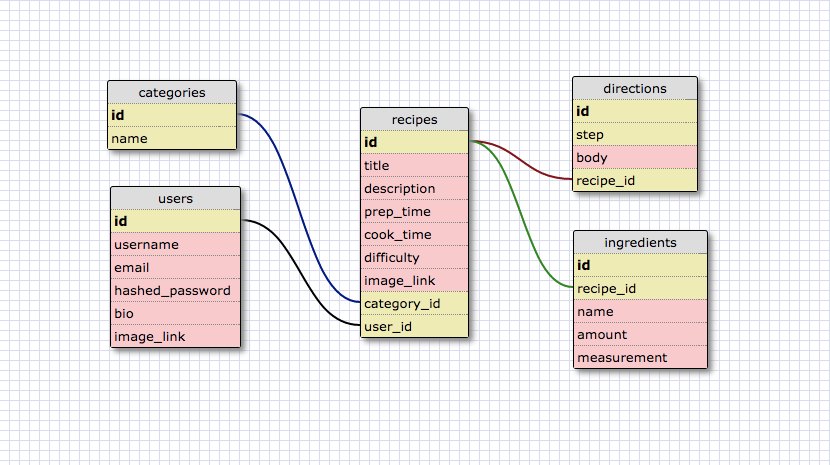 categories
id
name
users
id
username
email
hashed_password
bio
image_link
recipes
id
title
description
prep_time
cook_time
difficulty
image_link
category_id
user_id
directions
id
step
body
recipe_id
ingredients
id
recipe_id
name
amount
measurement